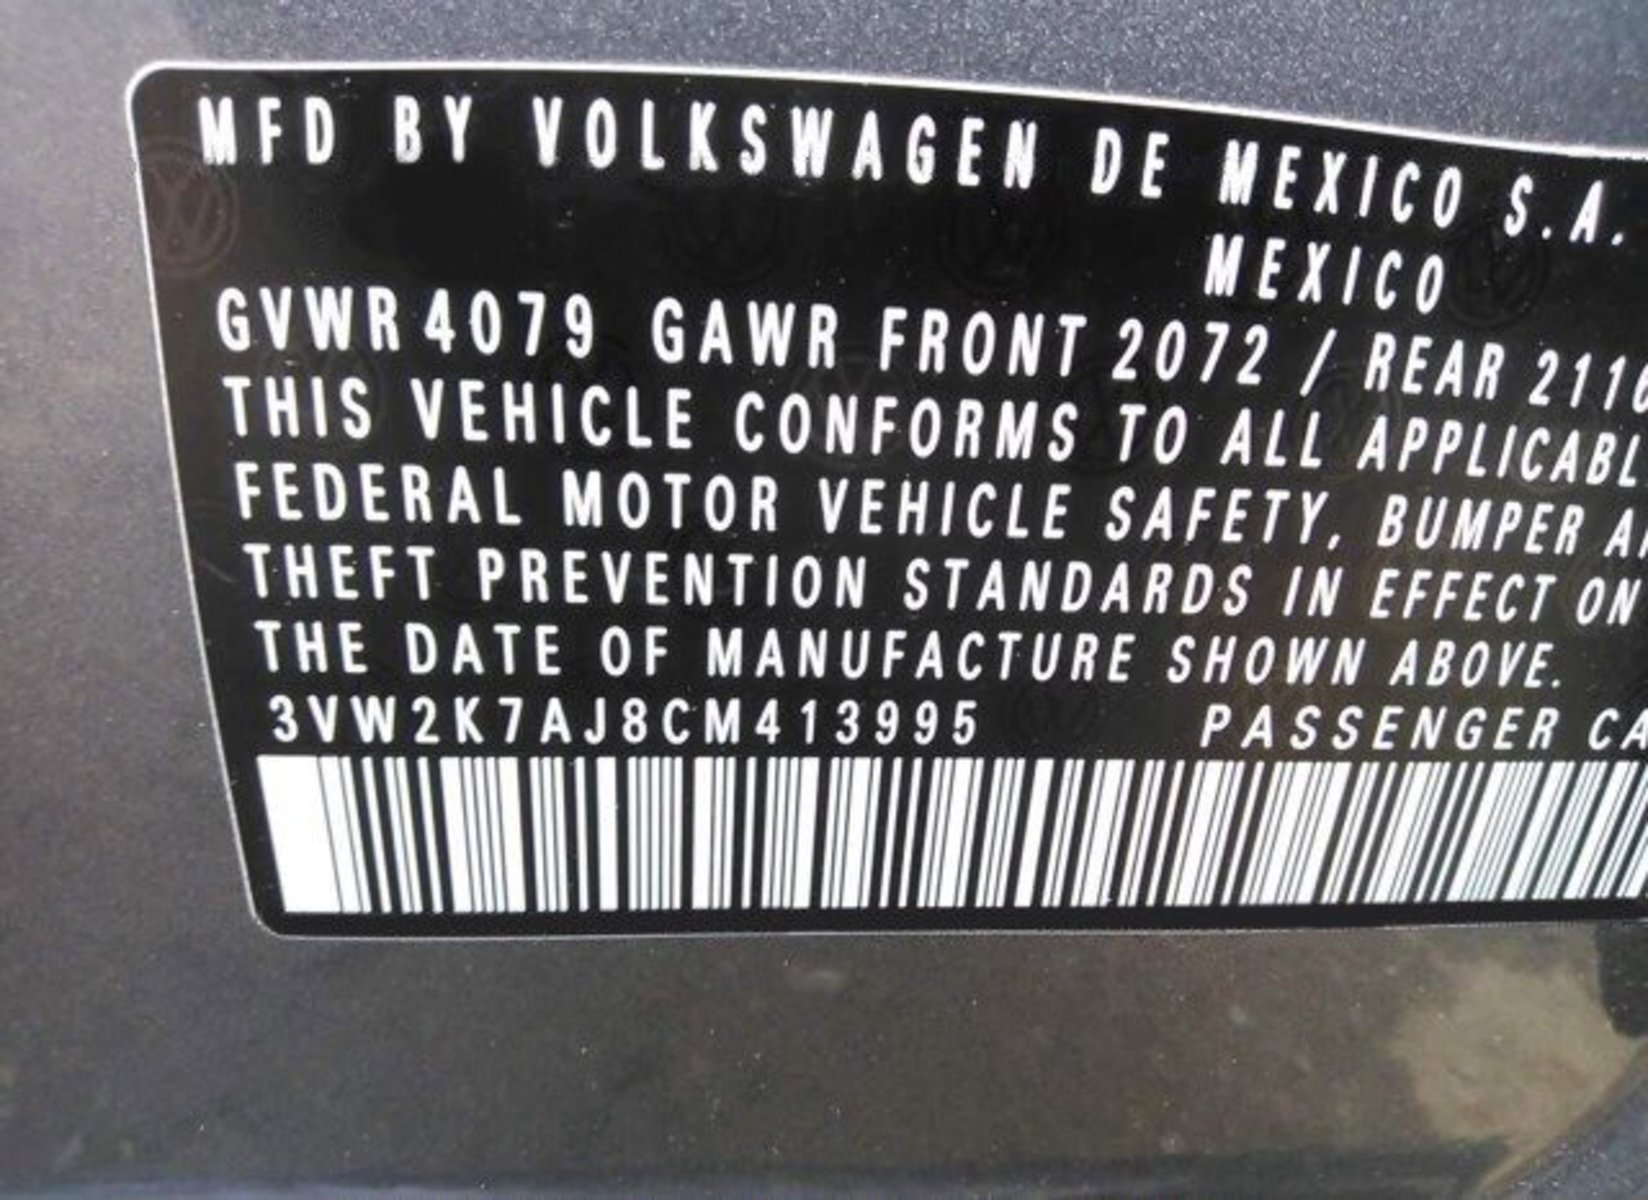 MFD BY VOLKSWAGEN DE MEXICO S.A.
MEXICO
GVWR 4079 GAWR FRONT 2072 / REAR
THIS VEHICLE CONFORMS TO ALL
FEDERAL MOTOR VEHICLE SAFETY, BUMPER
THEFT PREVENTION STANDARDS IN EFFECT ON
THE DATE OF MANUFACTURE SHOWN ABOVE.
3VW2K7AJ8CM413995 PASSENGER